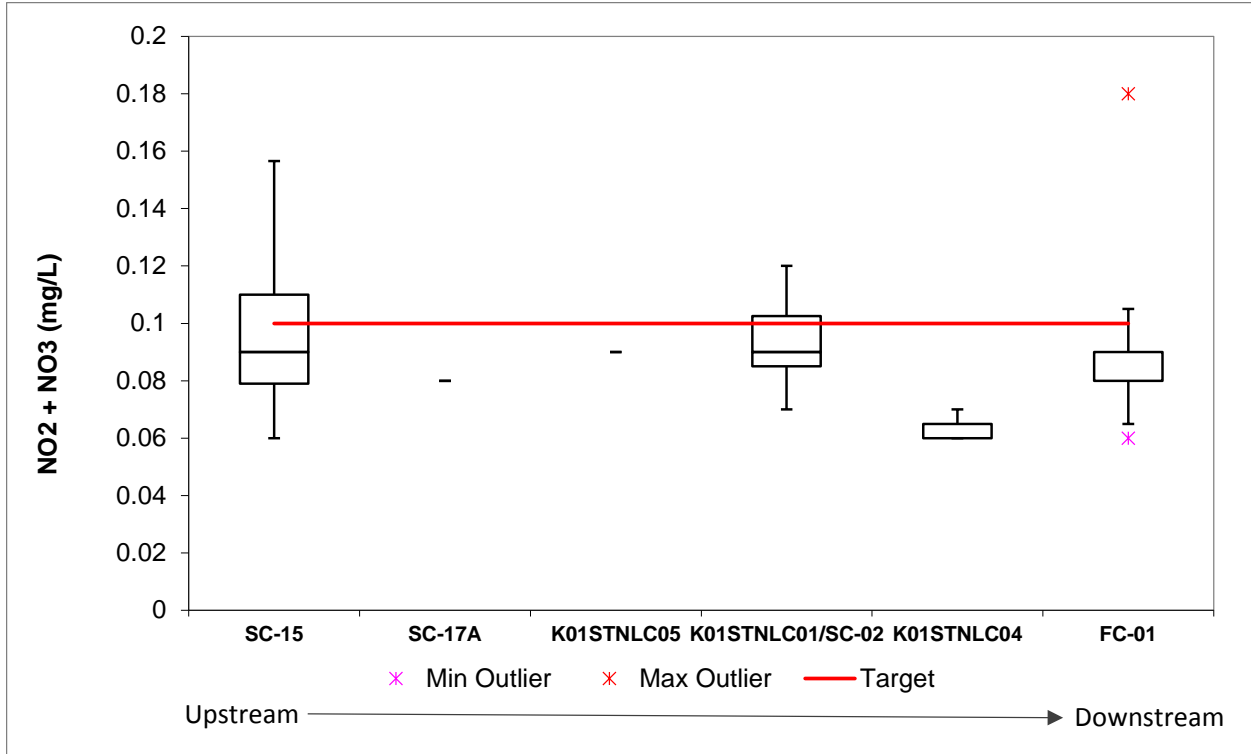 NO2 + NO3 (mg/L)
0.2
0.18
0.16
0.14
0.12
0.1
0.08
0.06
0.04
0.02
0
SC-15 SC-17A K01STNLC05 K01STNLC01/SC-02 K01STNLC04 FC-01
Min Outlier Max Outlier Target
Upstream Downstream